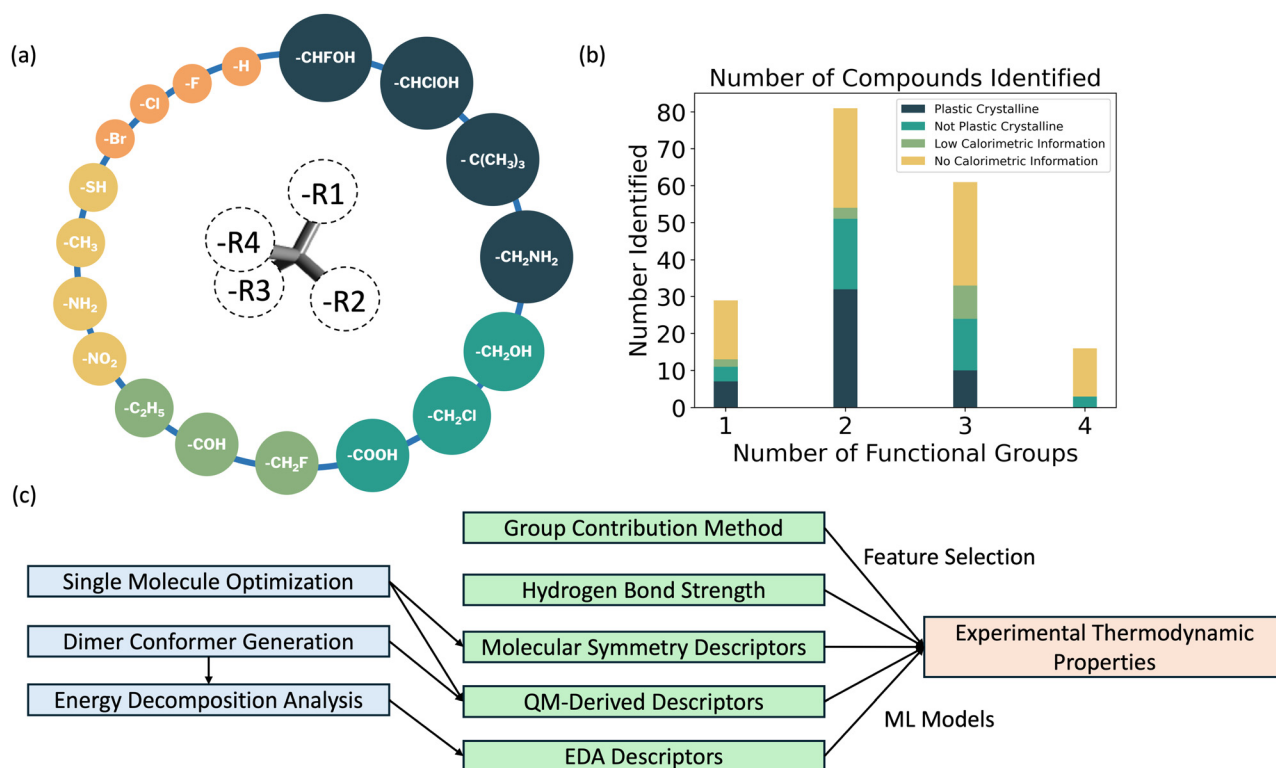 (a)
-H
-CHFOH
-CHClOH
-C(CH₃)₃
-CH₂NH₂
-CH₂OH
-CH₂Cl
-COOH
-CH₂F
-COH
-C₂H₅
-NO₂
-NH₂
-CH₃
-SH
-Br
-Cl
-F
-R1
-R4
-R3
-R2
(b)
Number of Compounds Identified
Plastic Crystalline
Not Plastic Crystalline
Low Calorimetric Information
No Calorimetric Information
Number Identified
80
70
60
50
40
30
20
10
0
1 2 3 4
Number of Functional Groups
(c)
Single Molecule Optimization
Dimer Conformer Generation
Energy Decomposition Analysis
Group Contribution Method
Hydrogen Bond Strength
Molecular Symmetry Descriptors
QM-Derived Descriptors
EDA Descriptors
Feature Selection
ML Models
Experimental Thermodynamic
Properties